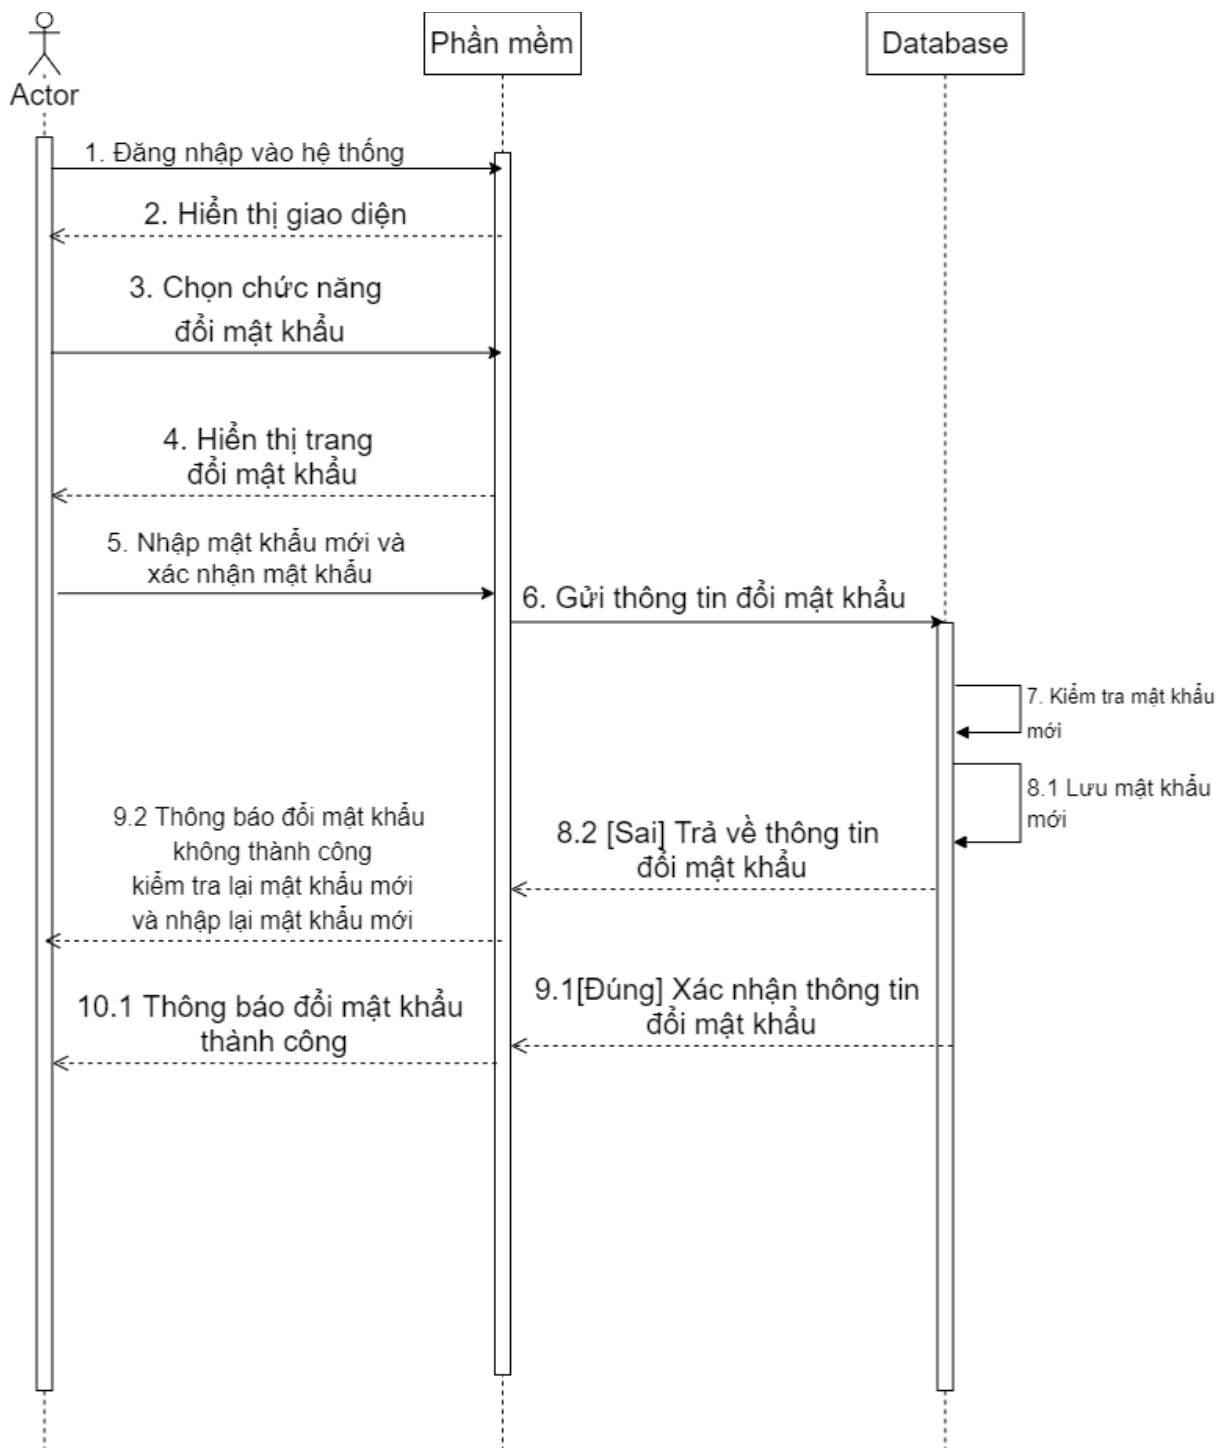 Phần mềm
Database
Actor
1. Đăng nhập vào hệ thống
2. Hiển thị giao diện
3. Chọn chức năng
đổi mật khẩu
4. Hiển thị trang
đổi mật khẩu
5. Nhập mật khẩu mới và
xác nhận mật khẩu
6. Gửi thông tin đổi mật khẩu
7. Kiểm tra mật khẩu
mới
8.1 Lưu mật khẩu
mới
8.2 [Sai] Trả về thông tin
đổi mật khẩu
9.2 Thông báo đổi mật khẩu
không thành công
kiểm tra lại mật khẩu mới
và nhập lại mật khẩu mới
9.1[Đúng] Xác nhận thông tin
đổi mật khẩu
10.1 Thông báo đổi mật khẩu
thành công